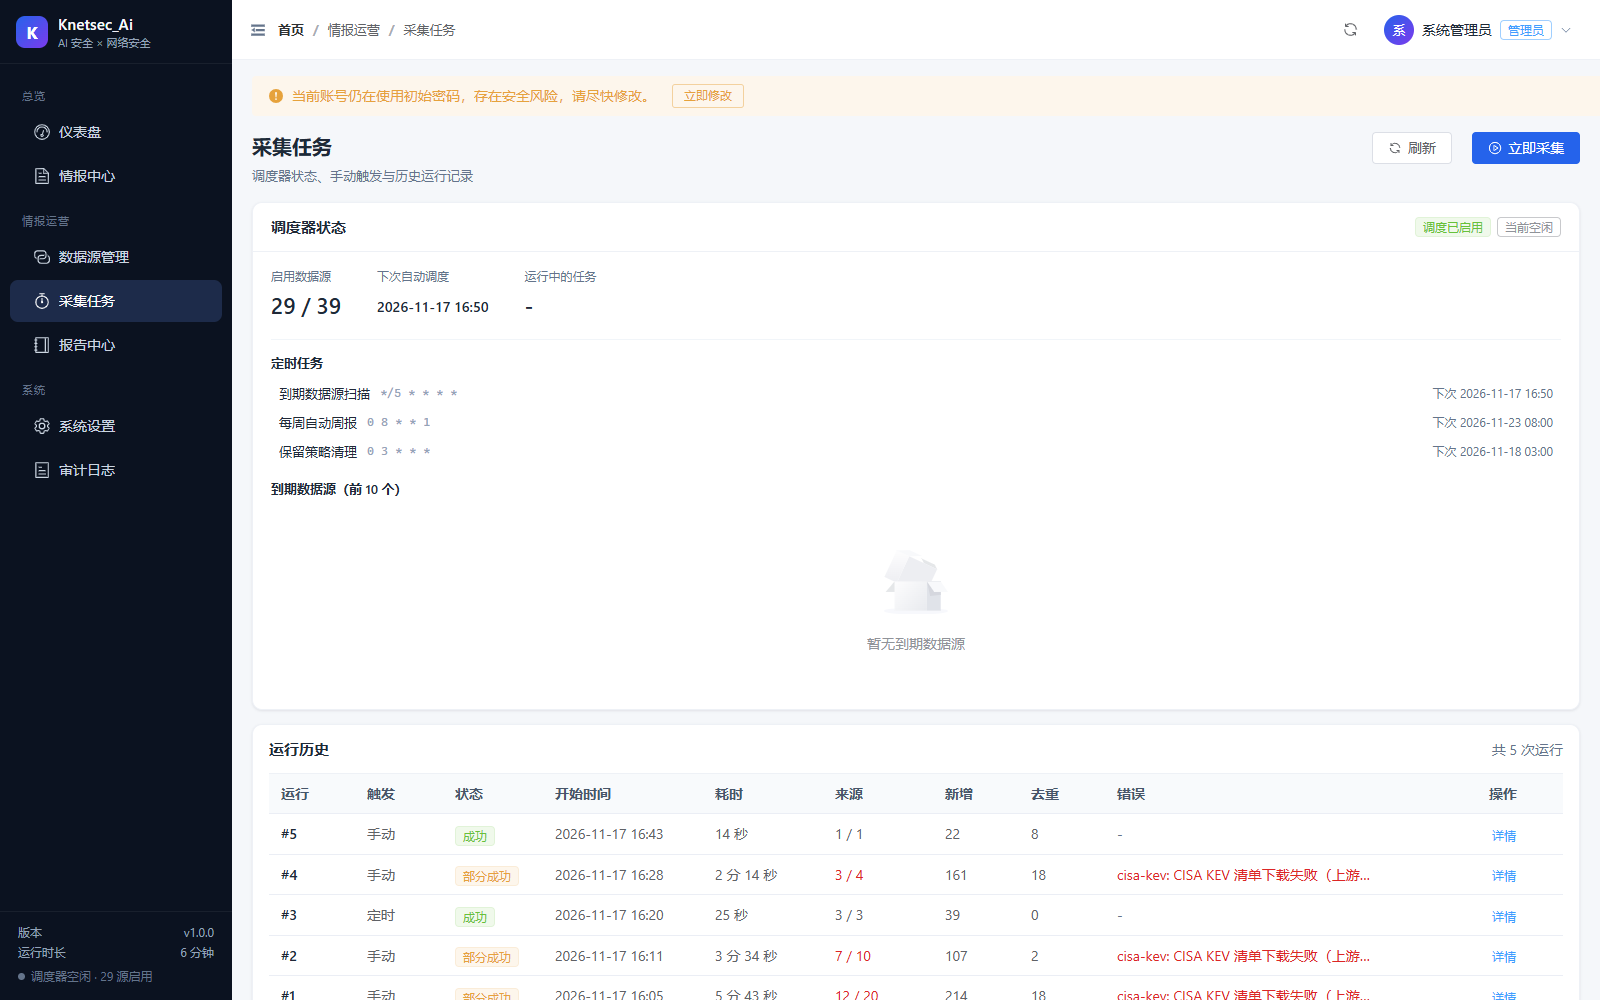 K
Knetsec_Ai
AI 安全 × 网络安全
总览
仪表盘
情报中心
情报运营
数据源管理
采集任务
报告中心
系统
系统设置
审计日志
版本 v1.0.0
运行时长 6 分钟
调度器空闲 · 29 源启用
首页 / 情报运营 / 采集任务
系 系统管理员 管理员
当前账号仍在使用初始密码，存在安全风险，请尽快修改。 立即修改
采集任务
调度器状态、手动触发与历史运行记录
刷新 立即采集
调度器状态 调度已启用 当前空闲
启用数据源 下次自动调度 运行中的任务
29 / 39 2026-11-17 16:50 -
定时任务
到期数据源扫描 */5 * * * * 下次 2026-11-17 16:50
每周自动周报 0 8 * * 1 下次 2026-11-23 08:00
保留策略清理 0 3 * * * 下次 2026-11-18 03:00
到期数据源（前 10 个）
暂无到期数据源
运行历史 共 5 次运行
运行 触发 状态 开始时间 耗时 来源 新增 去重 错误 操作
#5 手动 成功 2026-11-17 16:43 14 秒 1 / 1 22 8 - 详情
#4 手动 部分成功 2026-11-17 16:28 2 分 14 秒 3 / 4 161 18 cisa-kev: CISA KEV 清单下载失败（上游... 详情
#3 定时 成功 2026-11-17 16:20 25 秒 3 / 3 39 0 - 详情
#2 手动 部分成功 2026-11-17 16:11 3 分 34 秒 7 / 10 107 2 cisa-kev: CISA KEV 清单下载失败（上游... 详情
#1 手动 部分成功 2026-11-17 16:05 5 分 43 秒 12 / 20 214 18 cisa-kev: CISA KEV 清单下载失败（上游... 详情